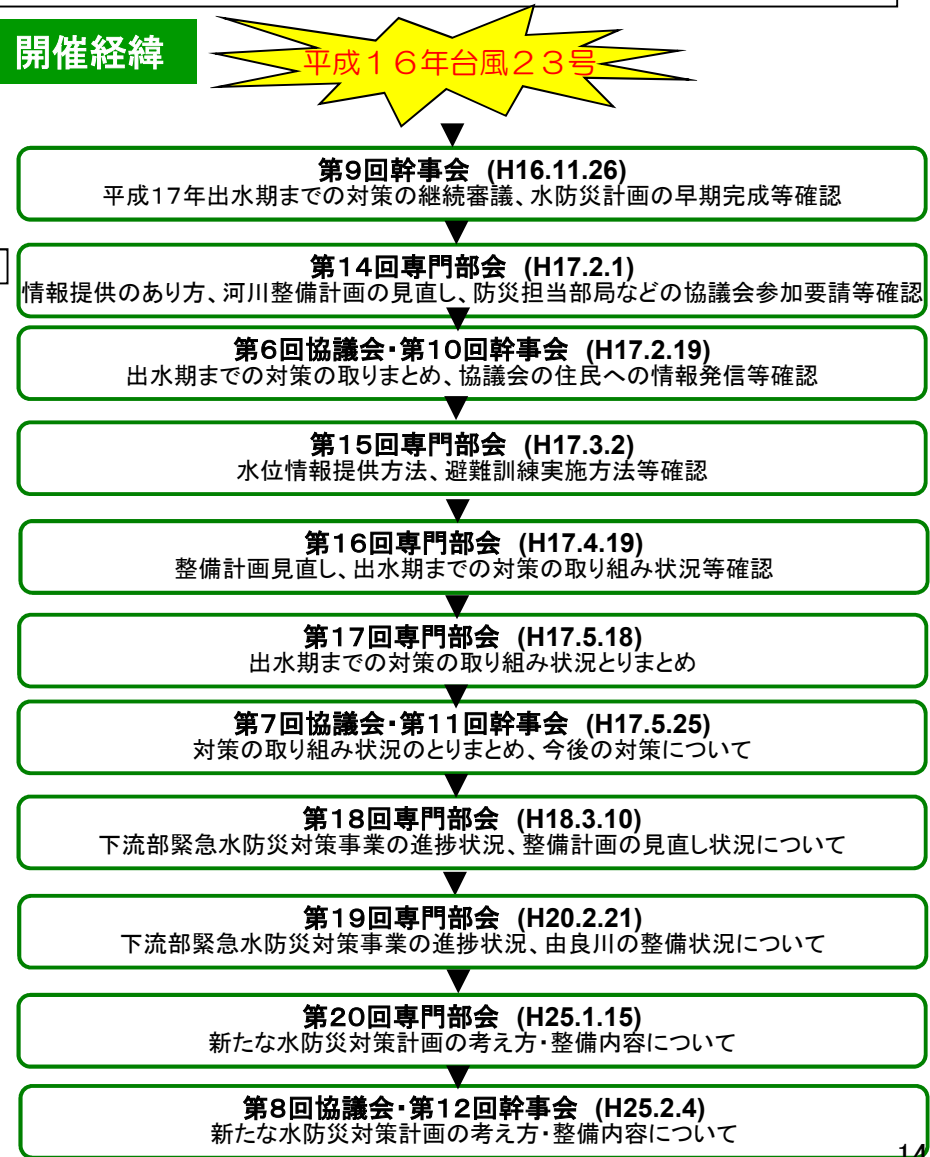 開催経緯
平成16年台風23号
第9回幹事会 (H16.11.26)
平成17年出水期までの対策の継続審議、水防災計画の早期完成等確認
第14回専門部会 (H17.2.1)
情報提供のあり方、河川整備計画の見直し、防災担当部局などの協議会参加要請等確認
第6回協議会・第10回幹事会 (H17.2.19)
出水期までの対策の取りまとめ、協議会の住民への情報発信等確認
第15回専門部会 (H17.3.2)
水位情報提供方法、避難訓練実施方法等確認
第16回専門部会 (H17.4.19)
整備計画見直し、出水期までの対策の取り組み状況等確認
第17回専門部会 (H17.5.18)
出水期までの対策の取り組み状況とりまとめ
第7回協議会・第11回幹事会 (H17.5.25)
対策の取り組み状況のとりまとめ、今後の対策について
第18回専門部会 (H18.3.10)
下流部緊急水防災対策事業の進捗状況、整備計画の見直し状況について
第19回専門部会 (H20.2.21)
下流部緊急水防災対策事業の進捗状況、由良川の整備状況について
第20回専門部会 (H25.1.15)
新たな水防災対策計画の考え方・整備内容について
第8回協議会・第12回幹事会 (H25.2.4)
新たな水防災対策計画の考え方・整備内容について
14